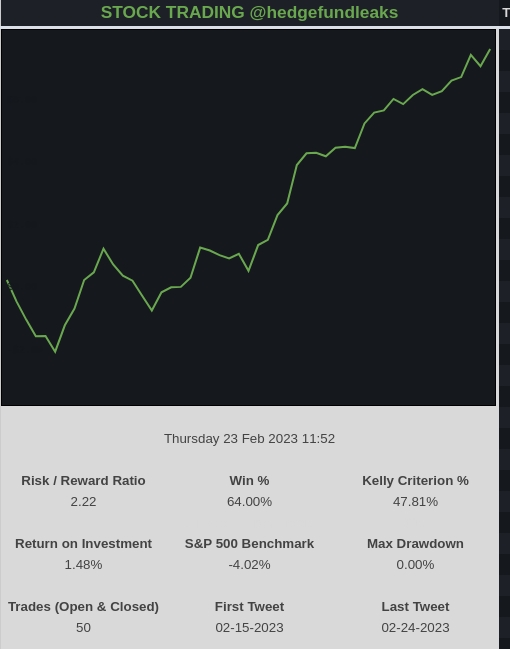 STOCK TRADING @hedgefundleaks
T
Thursday 23 Feb 2023 11:52
Risk / Reward Ratio Win % Kelly Criterion %
2.22 64.00% 47.81%
Return on Investment S&P 500 Benchmark Max Drawdown
1.48% -4.02% 0.00%
Trades (Open & Closed) First Tweet Last Tweet
50 02-15-2023 02-24-2023